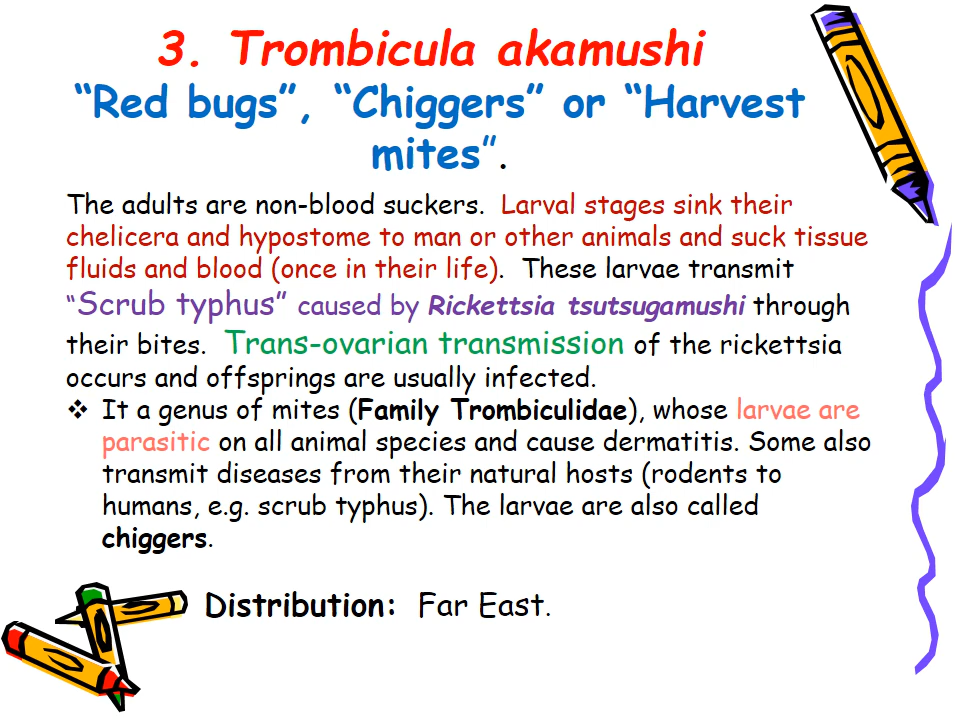 3. Trombicula akamushi
“Red bugs”, “Chiggers” or “Harvest
mites”.
The adults are non-blood suckers. Larval stages sink their
chelicera and hypostome to man or other animals and suck tissue
fluids and blood (once in their life). These larvae transmit
“Scrub typhus” caused by Rickettsia tsutsugamushi through
their bites. Trans-ovarian transmission of the rickettsia
occurs and offsprings are usually infected.
❖ It a genus of mites (Family Trombiculidae), whose larvae are
parasitic on all animal species and cause dermatitis. Some also
transmit diseases from their natural hosts (rodents to
humans, e.g. scrub typhus). The larvae are also called
chiggers.
Distribution: Far East.